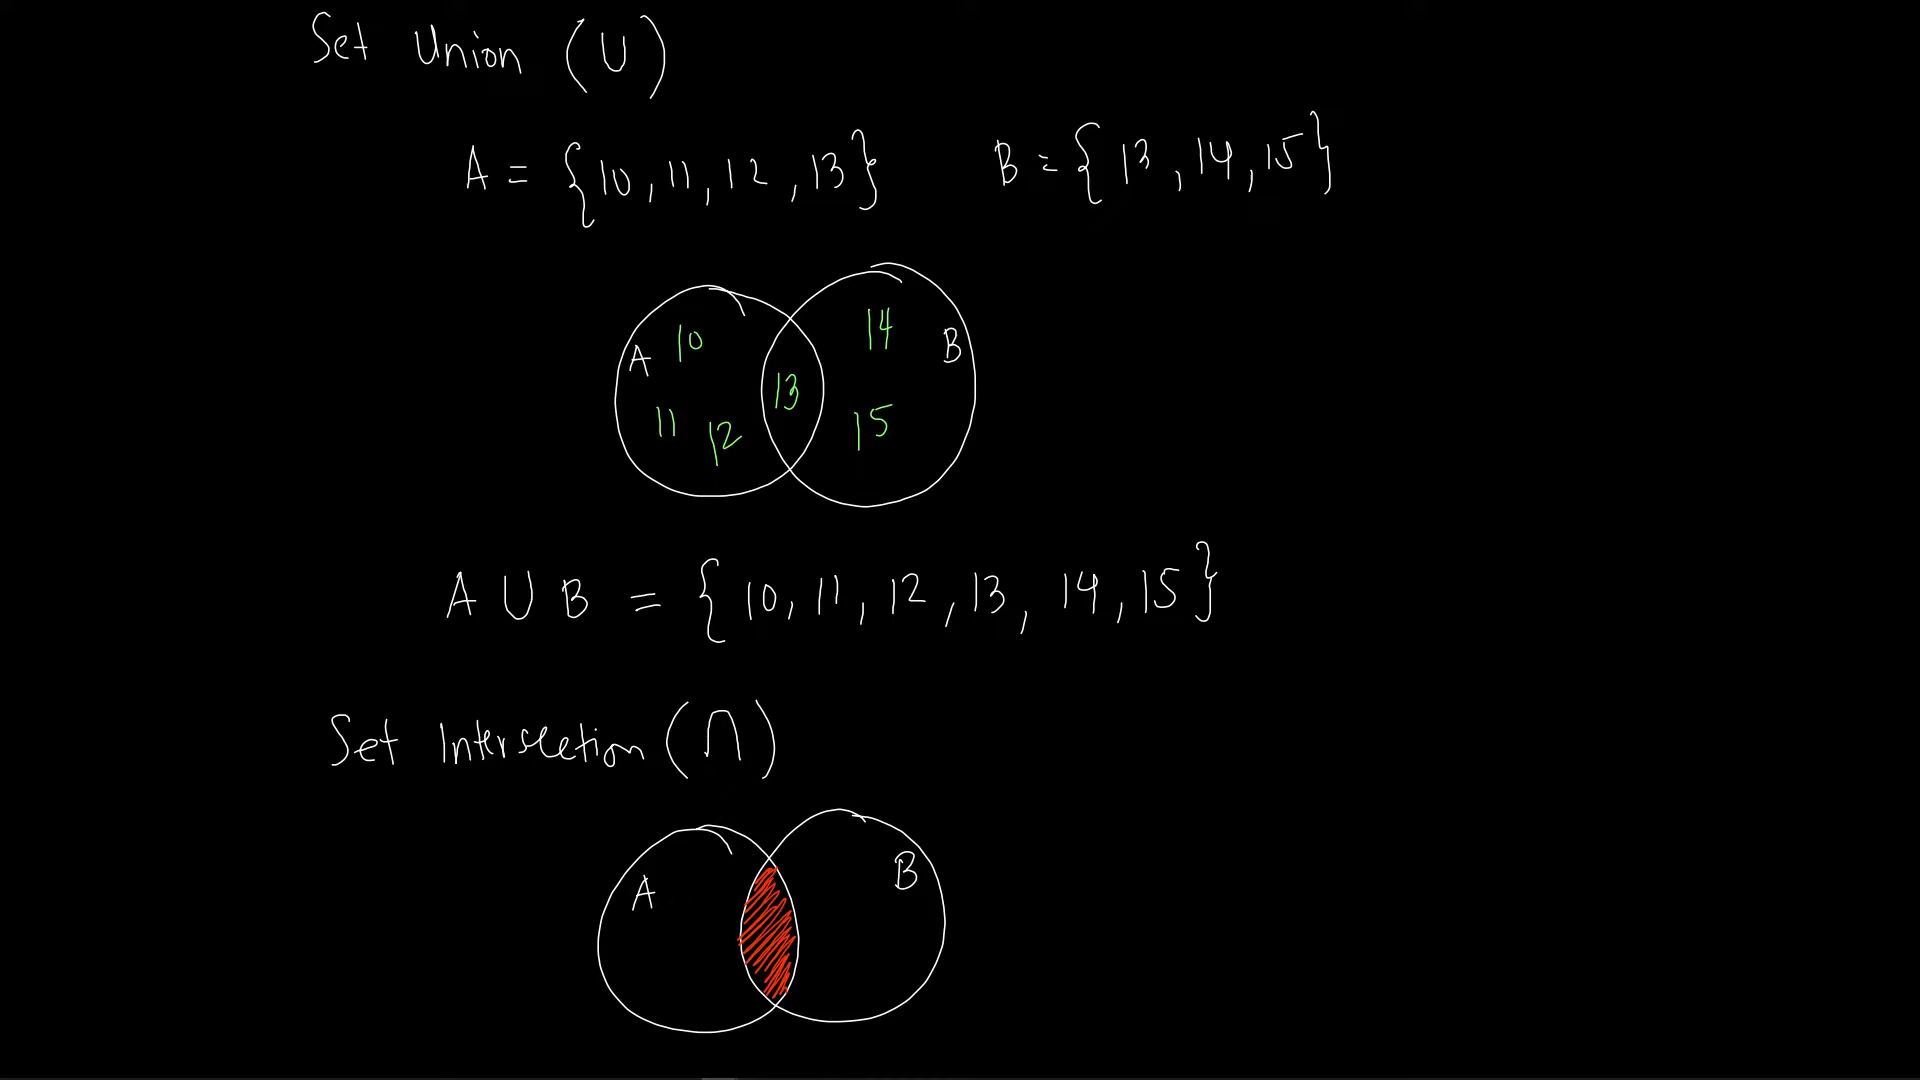 Set Union (∪)
A = {10, 11, 12, 13} B = {13, 14, 15}
10 14
A B
13
11 12 15
A ∪ B = {10, 11, 12, 13, 14, 15}
Set Intersection (∩)
A B